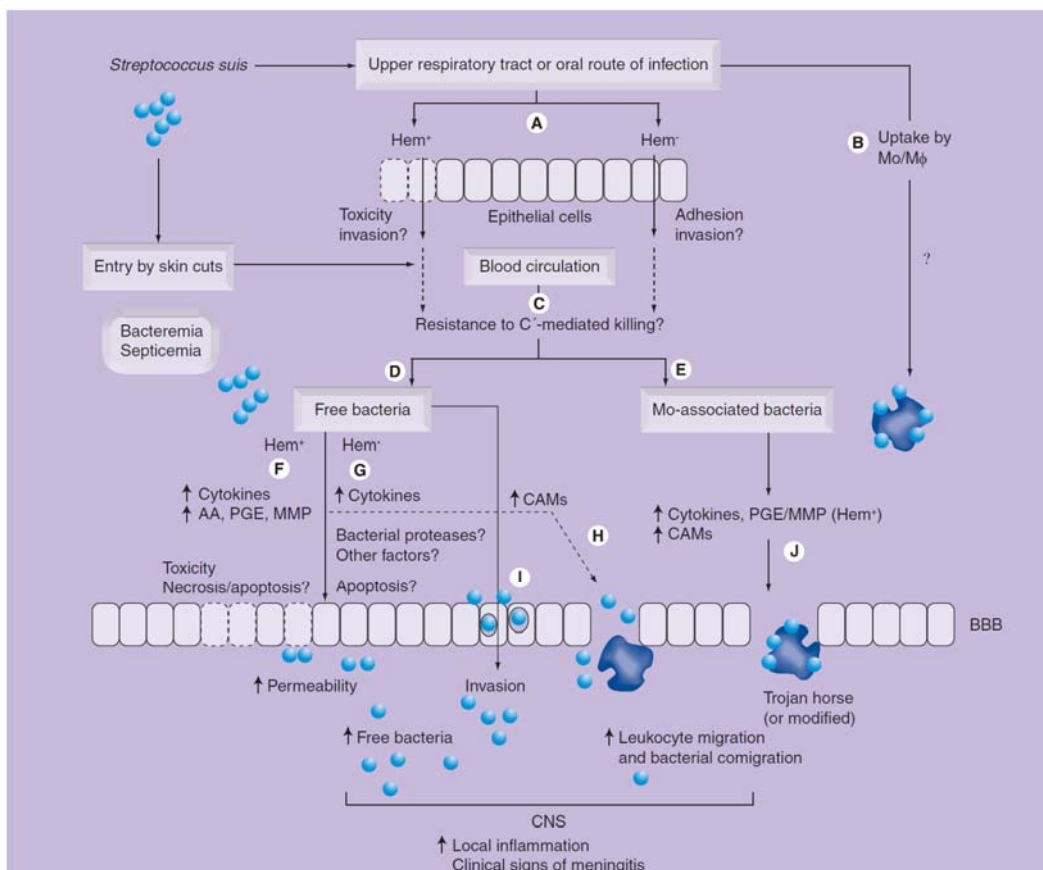 Streptococcus suis
Upper respiratory tract or oral route of infection
A
Hem⁺
Hem⁻
B
Uptake by
Mo/Mϕ
Toxicity
invasion?
Epithelial cells
Adhesion
invasion?
Entry by skin cuts
Blood circulation
?
C
Resistance to C´-mediated killing?
Bacteremia
Septicemia
D
E
Free bacteria
Mo-associated bacteria
Hem⁺
Hem⁻
F
G
↑ Cytokines
↑ AA, PGE, MMP
↑ Cytokines
↑ CAMs
↑ Cytokines, PGE/MMP (Hem⁺)
↑ CAMs
Bacterial proteases?
Other factors?
H
J
Toxicity
Necrosis/apoptosis?
Apoptosis?
I
BBB
↑ Permeability
Invasion
Trojan horse
(or modified)
↑ Free bacteria
↑ Leukocyte migration
and bacterial comigration
CNS
↑ Local inflammation
Clinical signs of meningitis